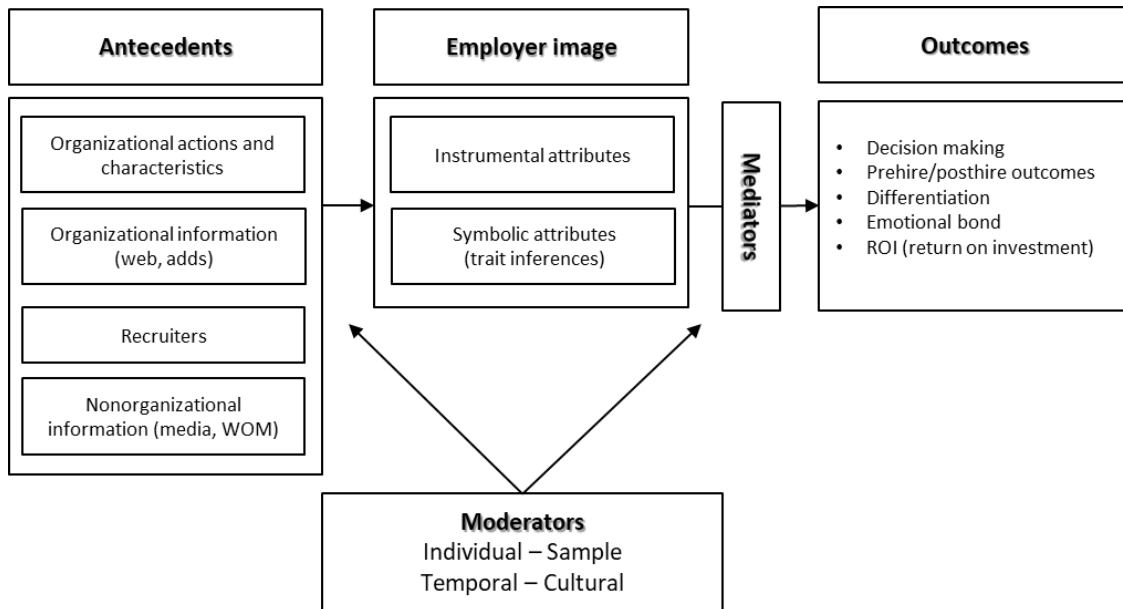 Antecedents
Organizational actions and
characteristics
Organizational information
(web, adds)
Recruiters
Nonorganizational
information (media, WOM)
Employer image
Instrumental attributes
Symbolic attributes
(trait inferences)
Mediators
Outcomes
• Decision making
• Prehire/posthire outcomes
• Differentiation
• Emotional bond
• ROI (return on investment)
Moderators
Individual – Sample
Temporal – Cultural